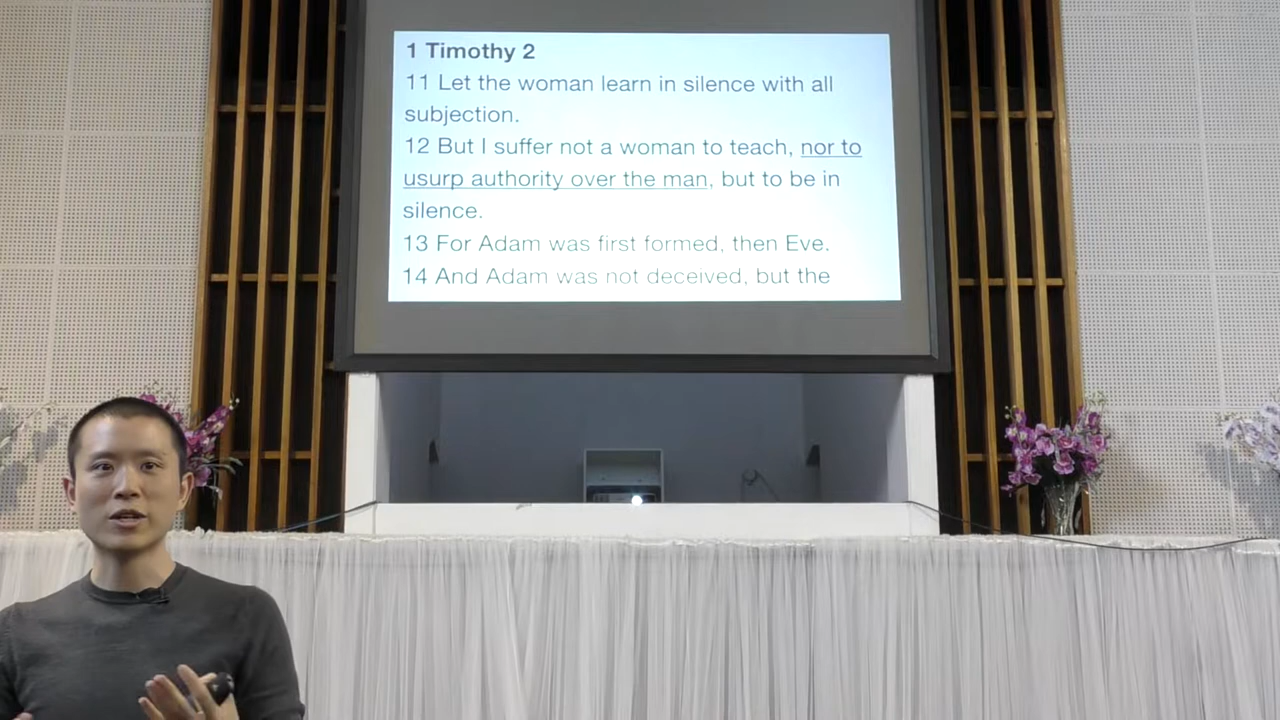 1 Timothy 2
11 Let the woman learn in silence with all
subjection.
12 But I suffer not a woman to teach, nor to
usurp authority over the man, but to be in
silence.
13 For Adam was first formed, then Eve.
14 And Adam was not deceived, but the